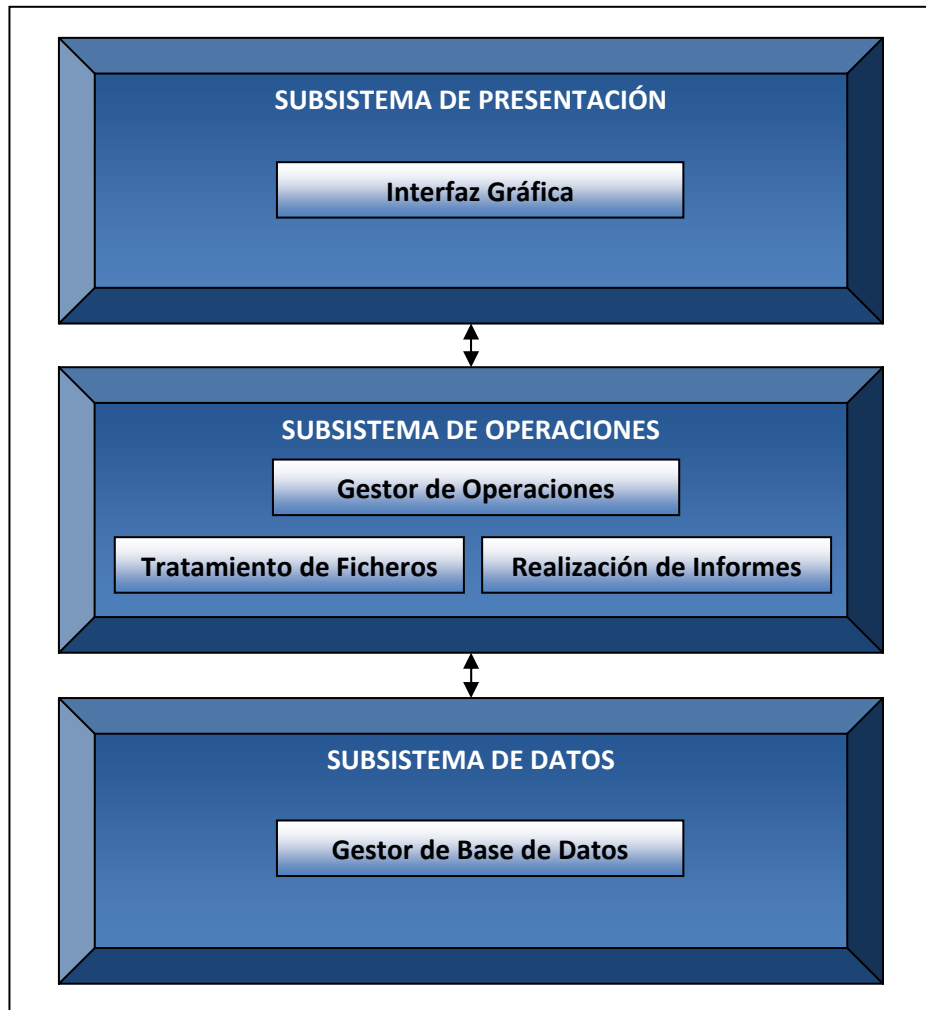 SUBSISTEMA DE PRESENTACIÓN
Interfaz Gráfica
SUBSISTEMA DE OPERACIONES
Gestor de Operaciones
Tratamiento de Ficheros
Realización de Informes
SUBSISTEMA DE DATOS
Gestor de Base de Datos